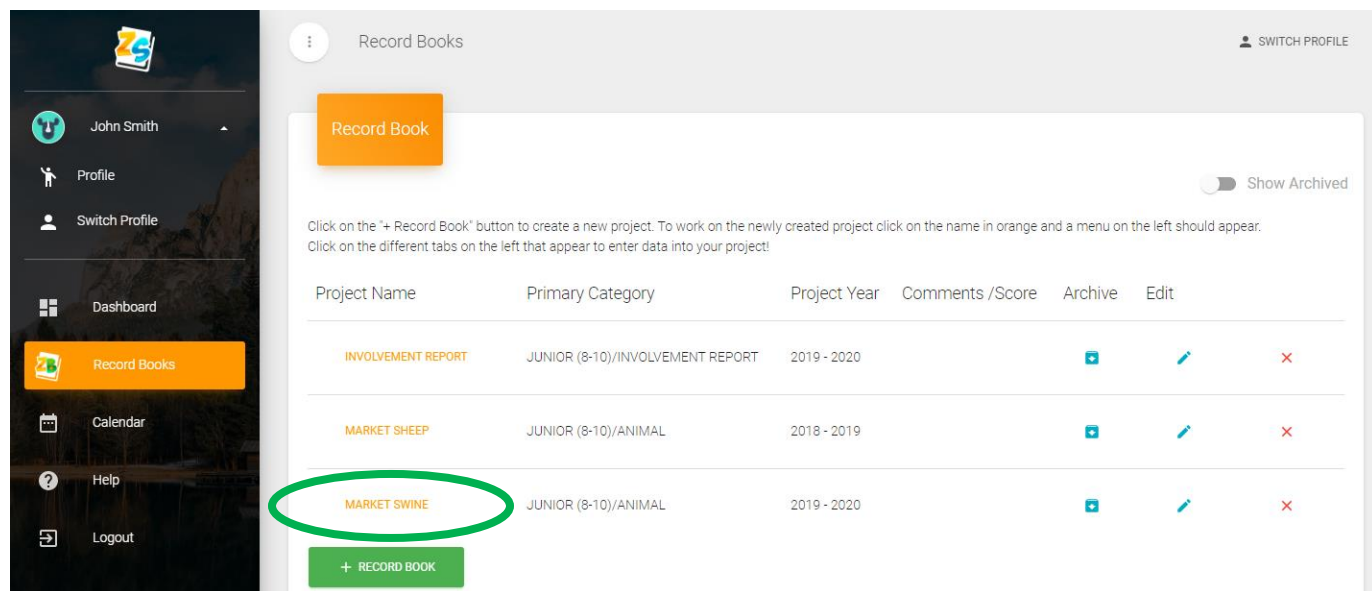 ZS
Record Books
SWITCH PROFILE
John Smith
Profile
Switch Profile
Dashboard
ZB
Record Books
Calendar
Help
Logout
Record Book
Show Archived
Click on the "+ Record Book" button to create a new project. To work on the newly created project click on the name in orange and a menu on the left should appear.
Click on the different tabs on the left that appear to enter data into your project!
Project Name Primary Category Project Year Comments /Score Archive Edit
INVOLVEMENT REPORT JUNIOR (8-10)/INVOLVEMENT REPORT 2019 - 2020
MARKET SHEEP JUNIOR (8-10)/ANIMAL 2018 - 2019
MARKET SWINE JUNIOR (8-10)/ANIMAL 2019 - 2020
+ RECORD BOOK